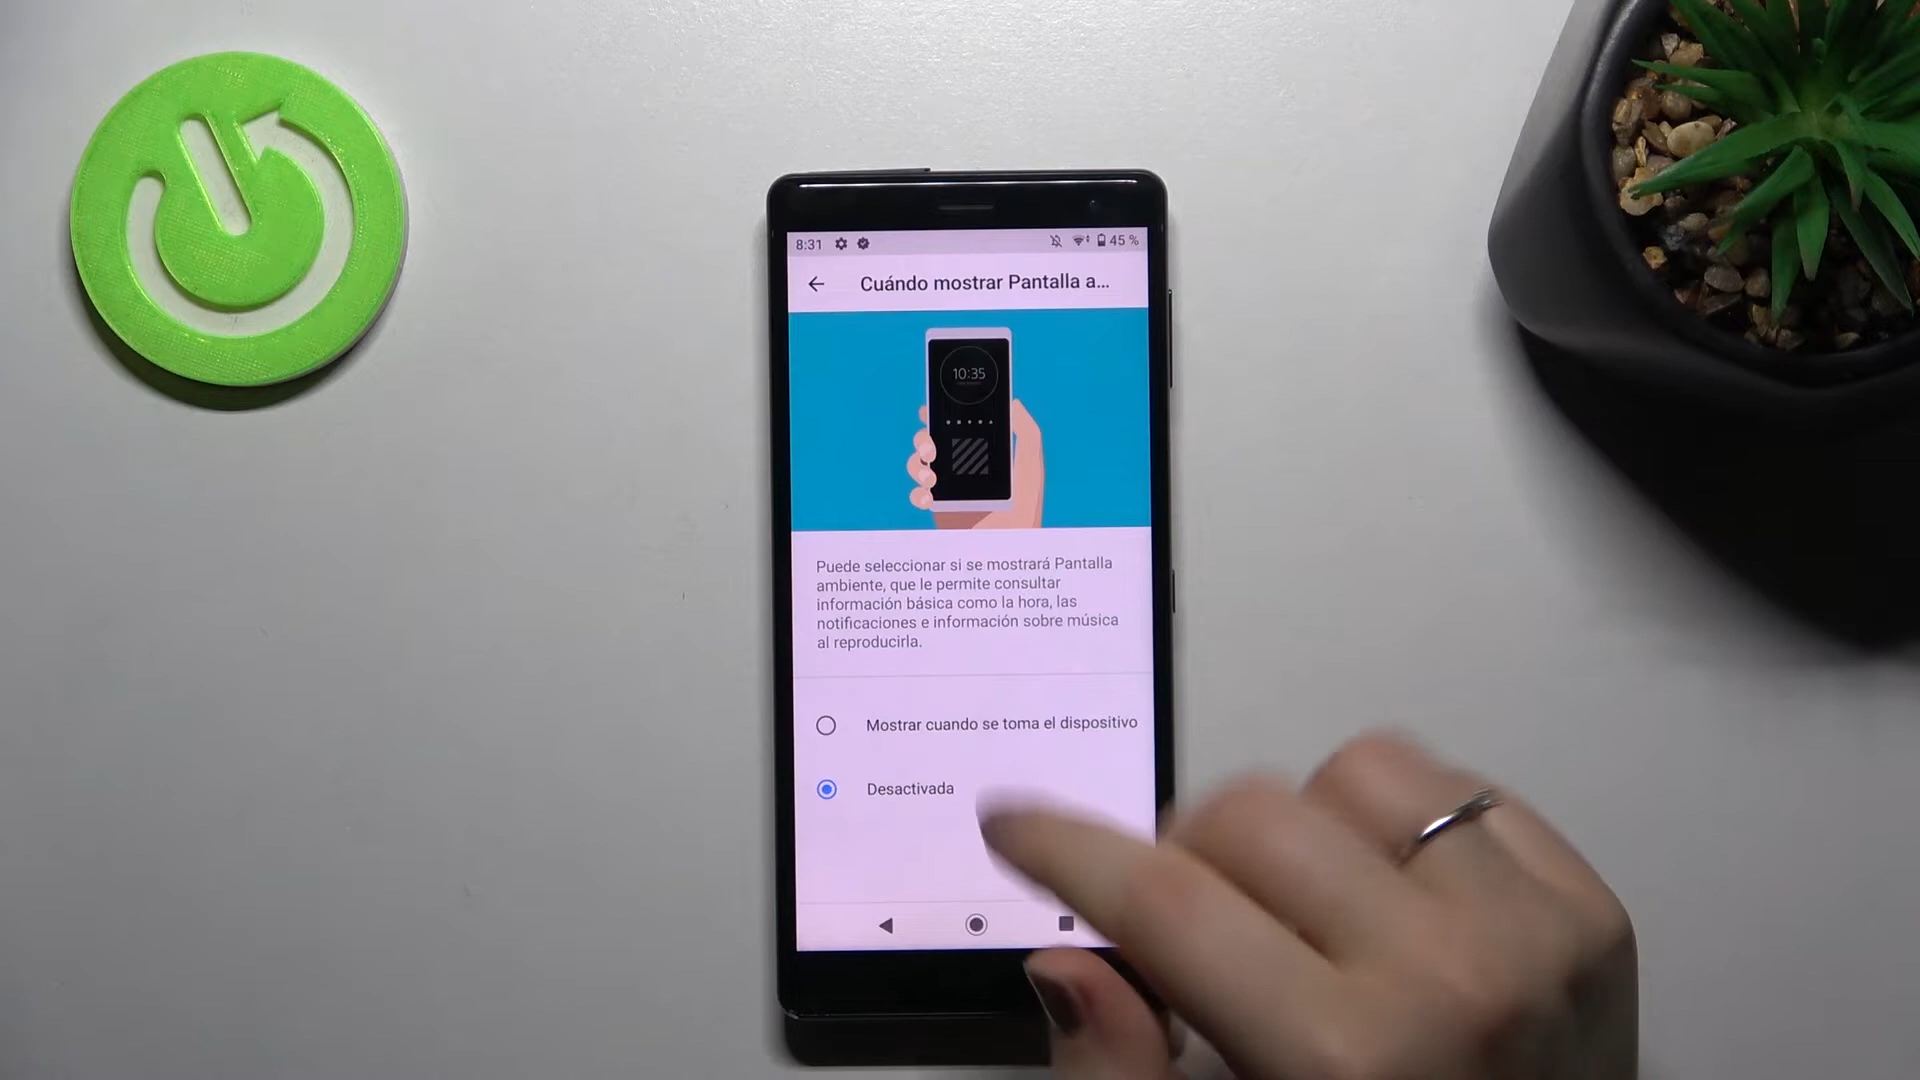 8:31 45 %
Cuándo mostrar Pantalla a...
10:35
Puede seleccionar si se mostrará Pantalla
ambiente, que le permite consultar
información básica como la hora, las
notificaciones e información sobre música
al reproducirla.
Mostrar cuando se toma el dispositivo
Desactivada